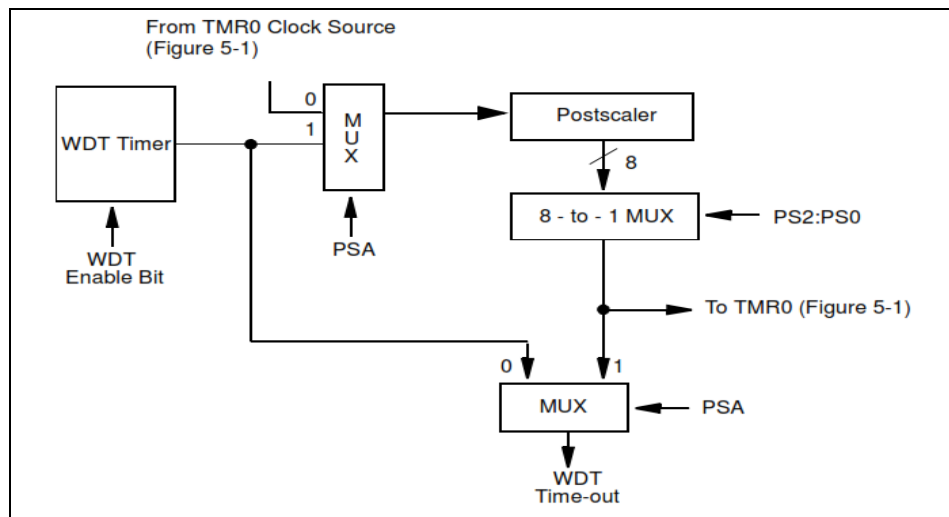 From TMR0 Clock Source
(Figure 5-1)
0
1
M
U
X
WDT Timer
Postscaler
8
8 - to - 1 MUX
PS2:PS0
PSA
WDT
Enable Bit
To TMR0 (Figure 5-1)
0
1
MUX
PSA
WDT
Time-out